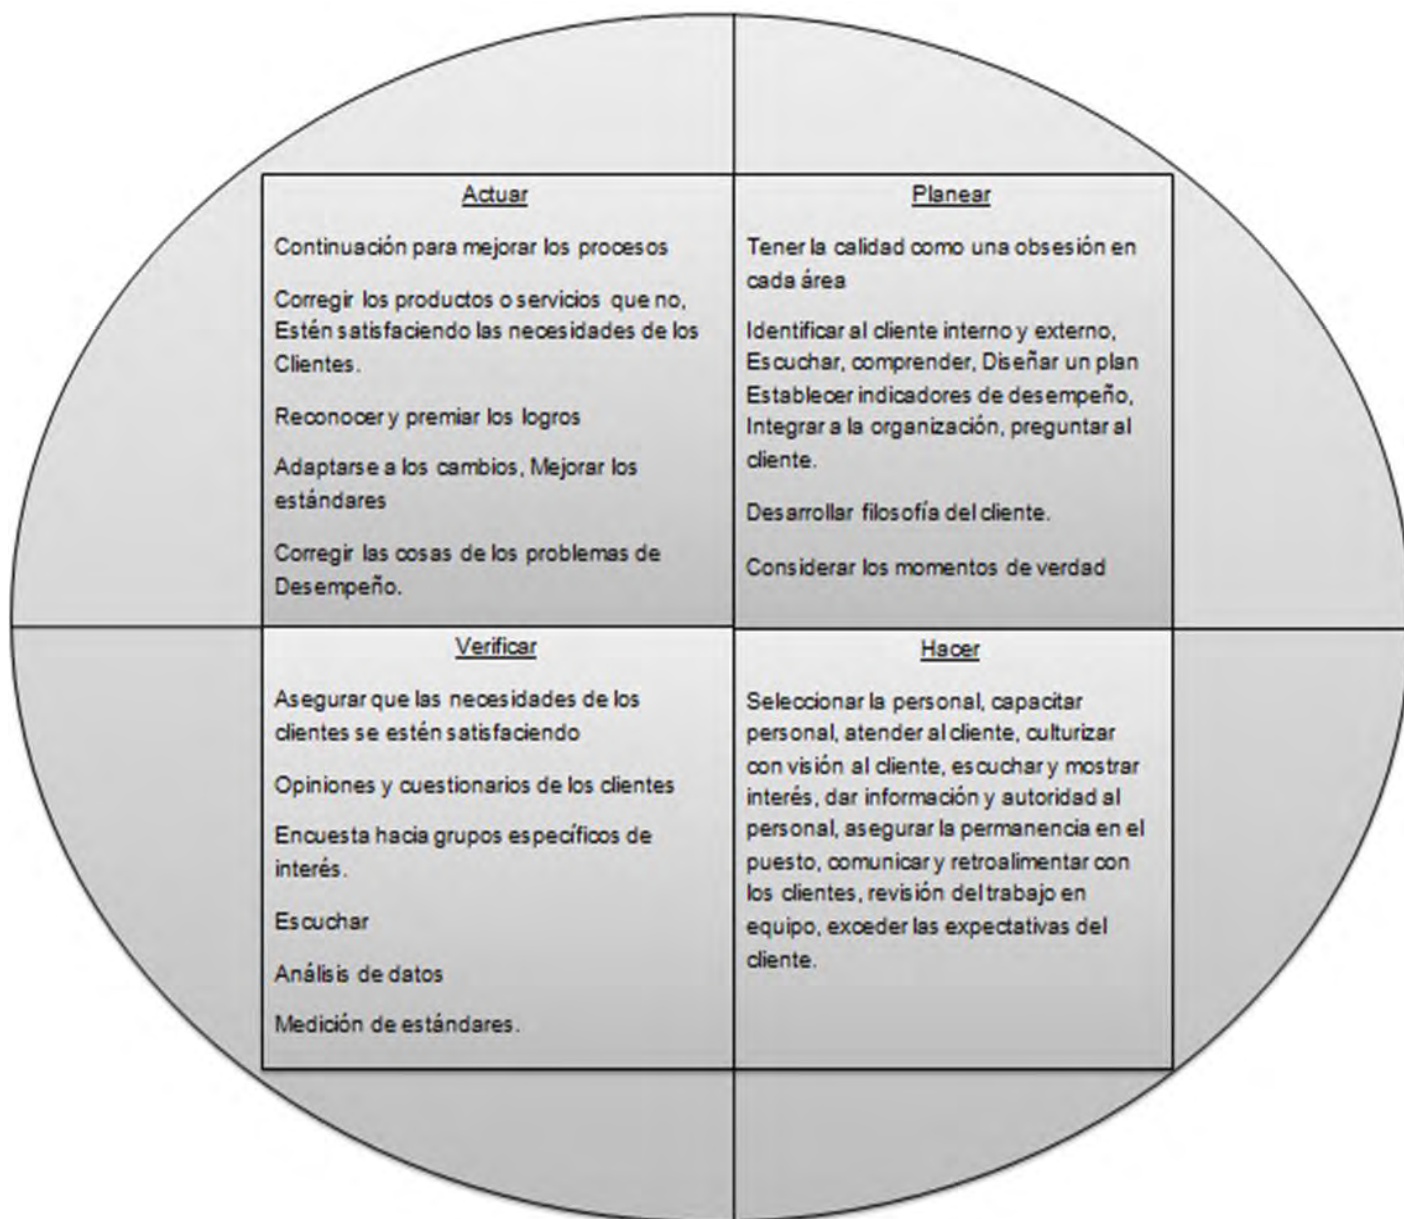 Actuar
Continuación para mejorar los procesos
Corregir los productos o servicios que no,
Estén satisfaciendo las necesidades de los
Clientes.
Reconocer y premiar los logros
Adaptarse a los cambios, Mejorar los
estándares
Corregir las cosas de los problemas de
Desempeño.
Planear
Tener la calidad como una obsesión en
cada área
Identificar al cliente interno y externo,
Escuchar, comprender, Diseñar un plan
Establecer indicadores de desempeño,
Integrar a la organización, preguntar al
cliente.
Desarrollar filosofía del cliente.
Considerar los momentos de verdad
Verificar
Asegurar que las necesidades de los
clientes se estén satisfaciendo
Opiniones y cuestionarios de los clientes
Encuesta hacia grupos específicos de
interés.
Escuchar
Análisis de datos
Medición de estándares.
Hacer
Seleccionar la personal, capacitar
personal, atender al cliente, culturizar
con visión al cliente, escuchar y mostrar
interés, dar información y autoridad al
personal, asegurar la permanencia en el
puesto, comunicar y retroalimentar con
los clientes, revisión del trabajo en
equipo, exceder las expectativas del
cliente.